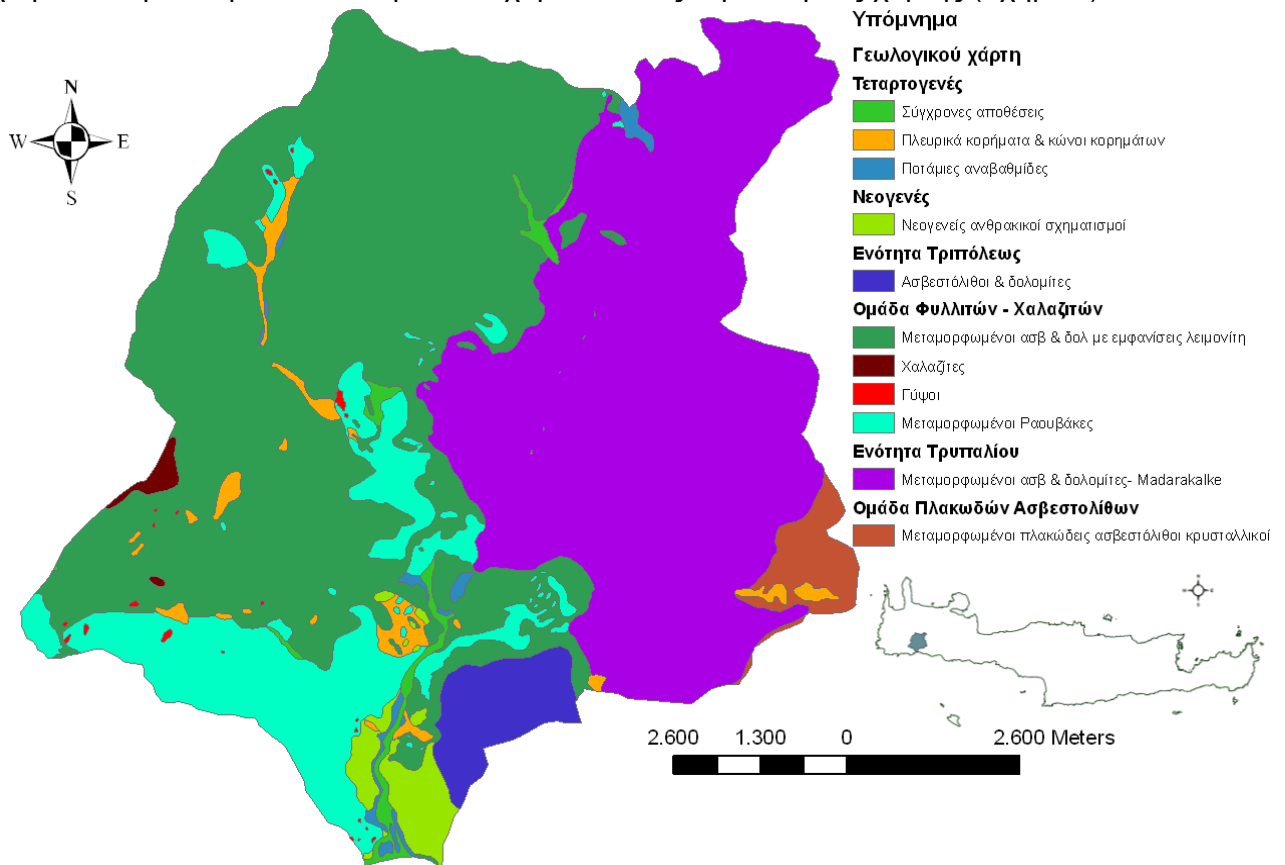 Υπόμνημα
Γεωλογικού χάρτη
Τεταρτογενές
Σύγχρονες αποθέσεις
Πλευρικά κορήματα & κώνοι κορημάτων
Ποτάμιες αναβαθμίδες
Νεογενές
Νεογενείς ανθρακικοί σχηματισμοί
Ενότητα Τριπόλεως
Ασβεστόλιθοι & δολομίτες
Ομάδα Φυλλιτών - Χαλαζιτών
Μεταμορφωμένοι ασβ & δολ με εμφανίσεις λειμονίτη
Χαλαζίτες
Γύψοι
Μεταμορφωμένοι Ραουβάκες
Ενότητα Τρυπαλίου
Μεταμορφωμένοι ασβ & δολομίτες- Madarakalke
Ομάδα Πλακωδών Ασβεστολίθων
Μεταμορφωμένοι πλακώδεις ασβεστόλιθοι κρυσταλλικοί
N
W E
S
2.600 1.300 0 2.600 Meters